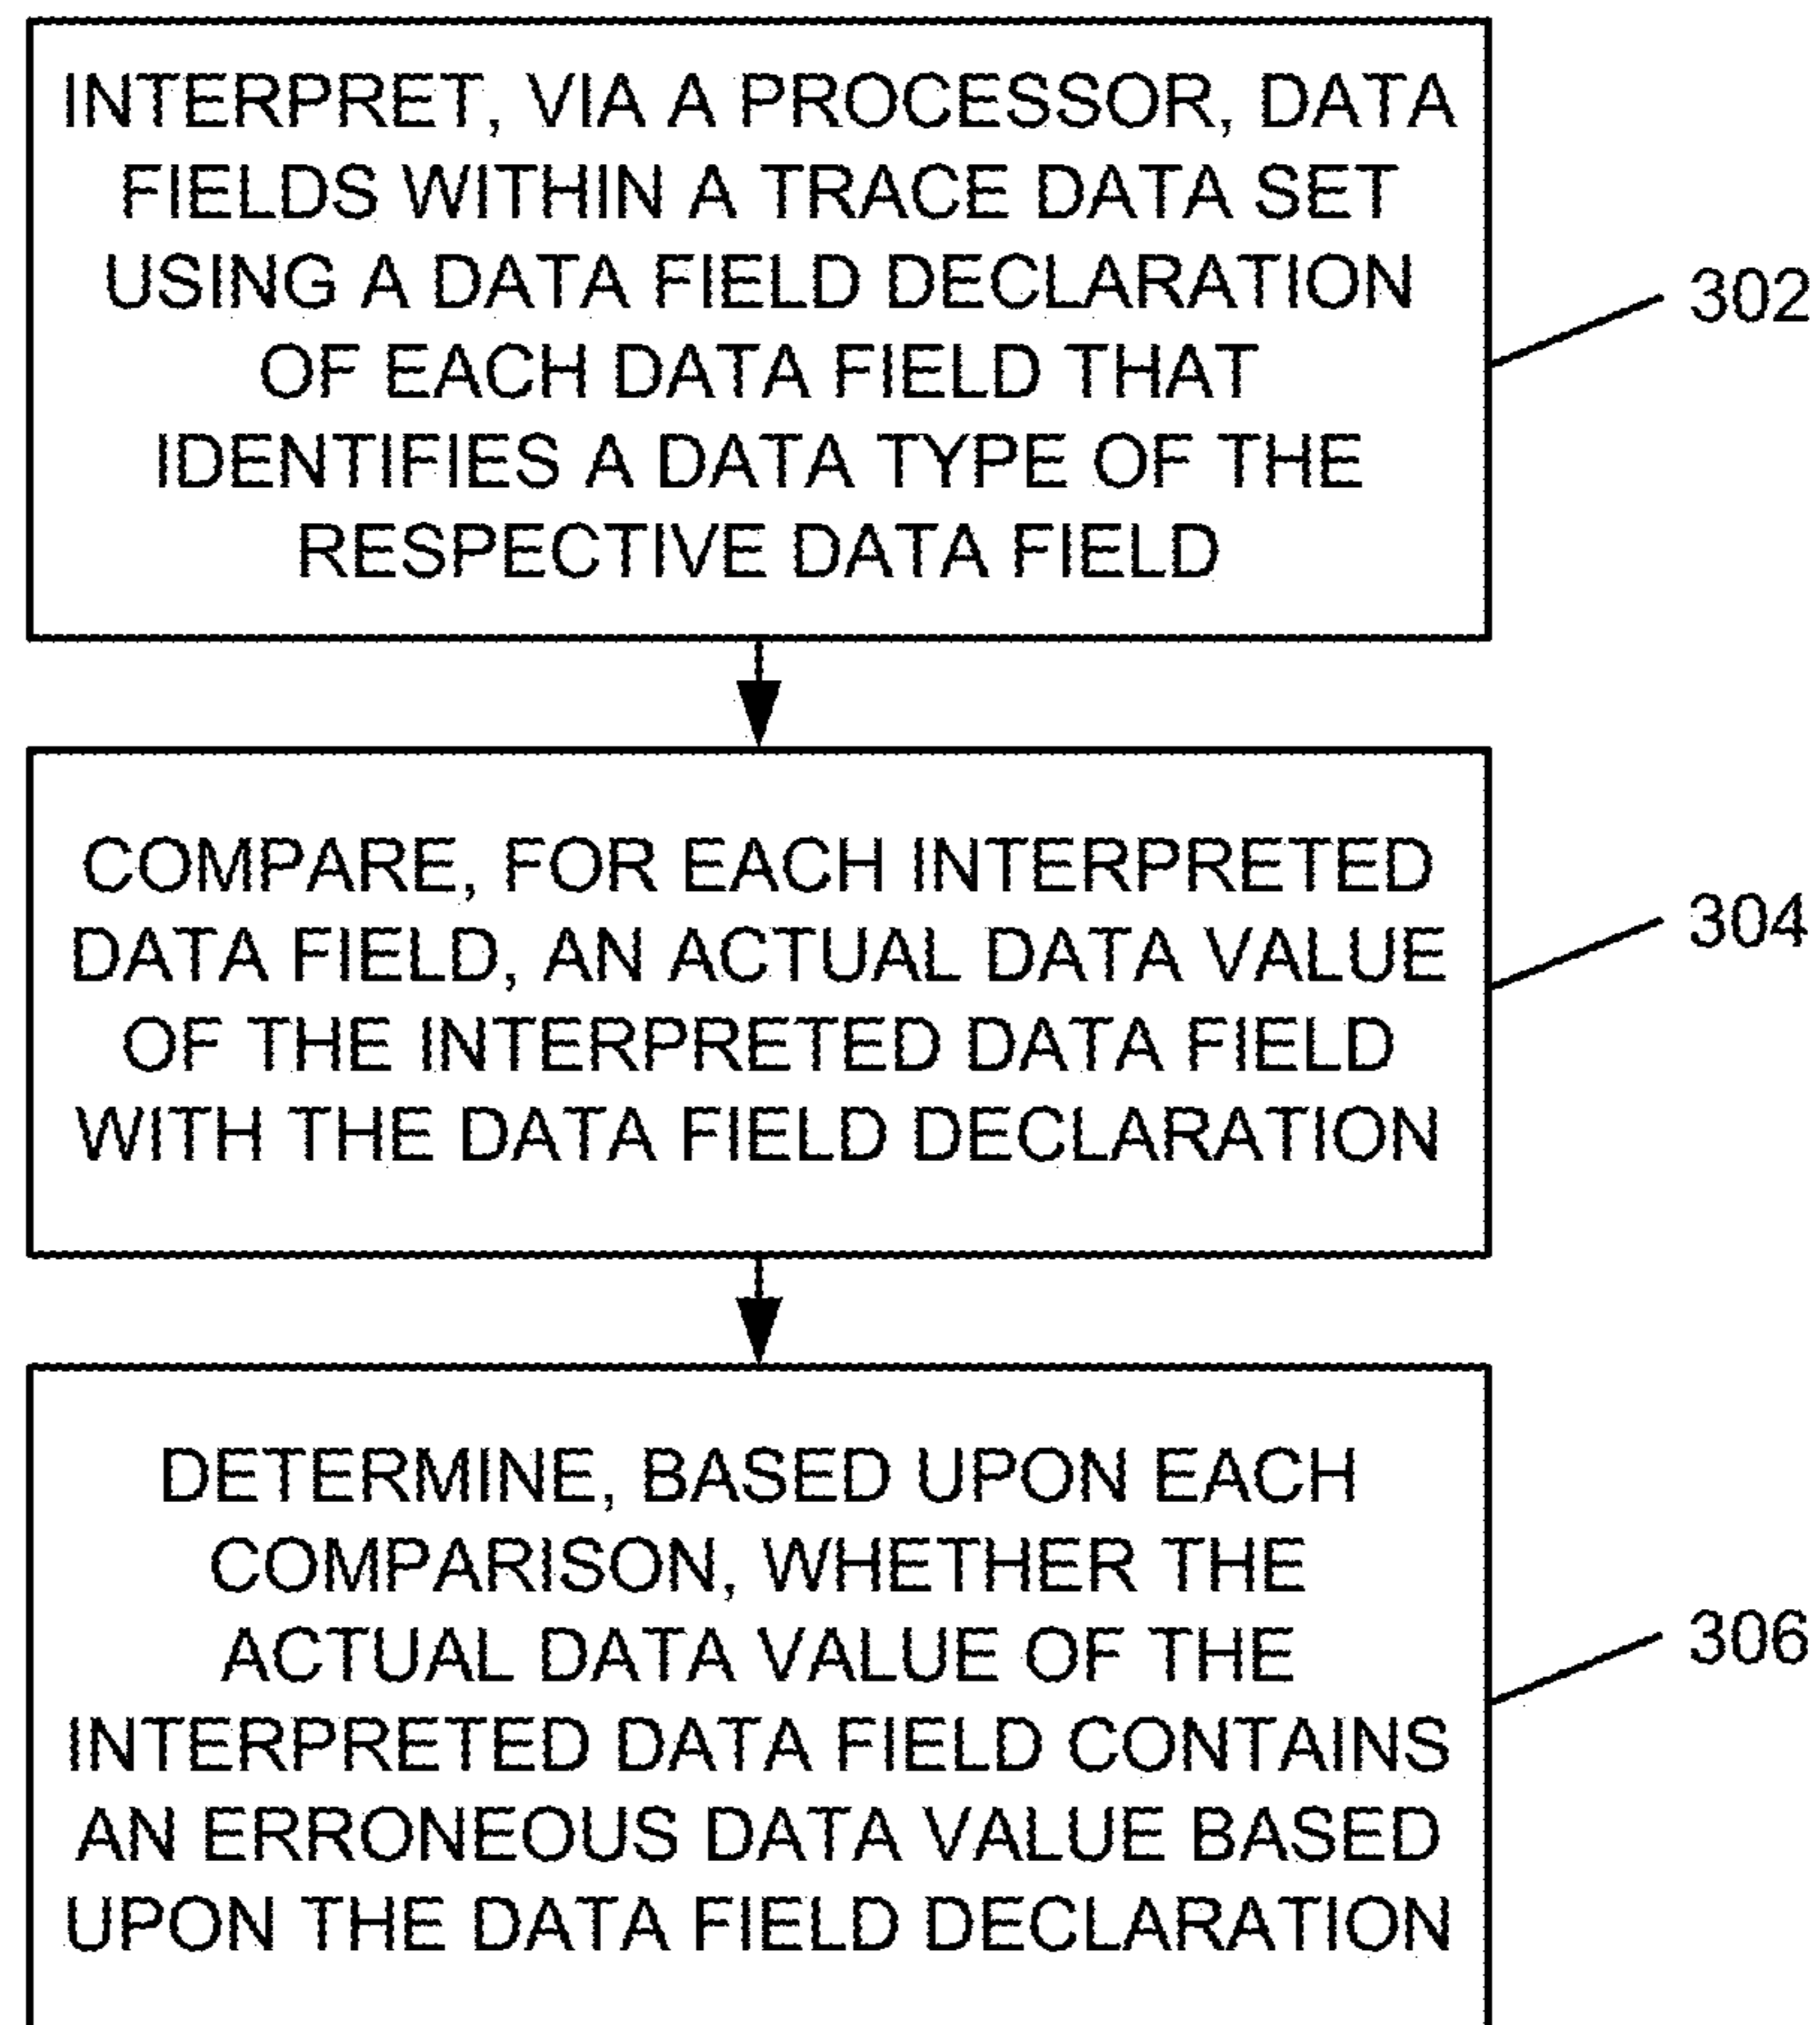 INTERPRET, VIA A PROCESSOR, DATA
FIELDS WITHIN A TRACE DATA SET
USING A DATA FIELD DECLARATION
OF EACH DATA FIELD THAT
IDENTIFIES A DATA TYPE OF THE
RESPECTIVE DATA FIELD
302
COMPARE, FOR EACH INTERPRETED
DATA FIELD, AN ACTUAL DATA VALUE
OF THE INTERPRETED DATA FIELD
WITH THE DATA FIELD DECLARATION
304
DETERMINE, BASED UPON EACH
COMPARISON, WHETHER THE
ACTUAL DATA VALUE OF THE
INTERPRETED DATA FIELD CONTAINS
AN ERRONEOUS DATA VALUE BASED
UPON THE DATA FIELD DECLARATION
306